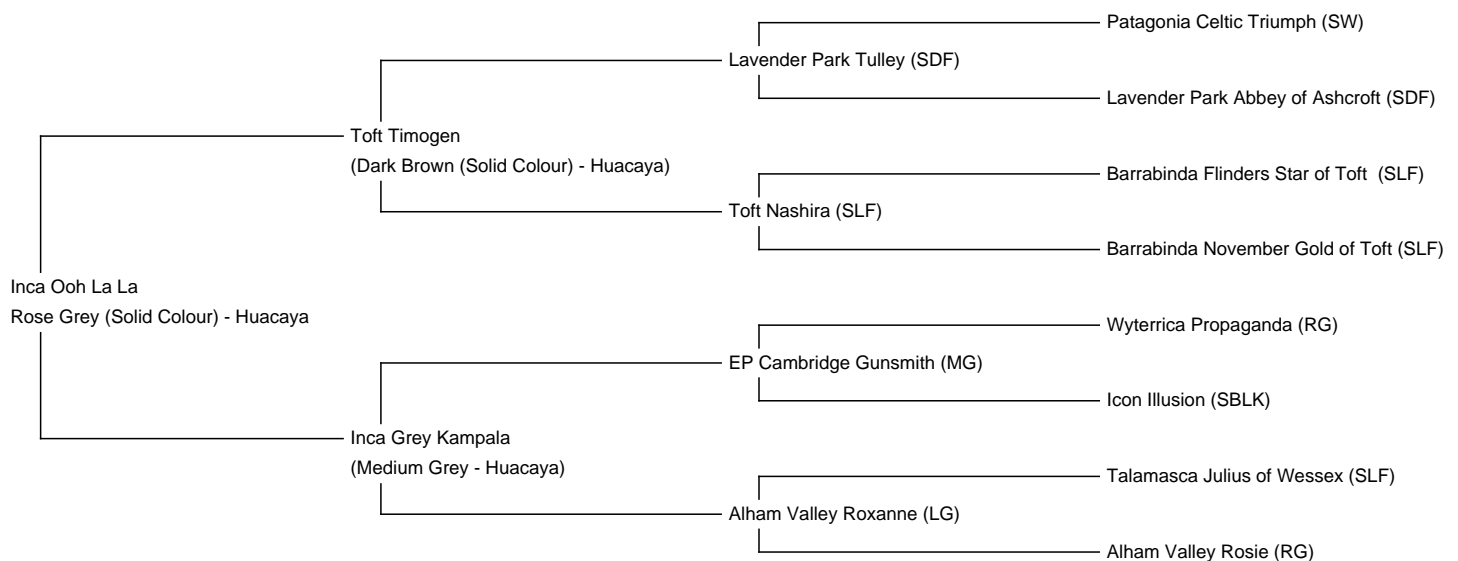 Patagonia Celtic Triumph (SW)
Lavender Park Tulley (SDF)
Lavender Park Abbey of Ashcroft (SDF)
Toft Timogen
(Dark Brown (Solid Colour) - Huacaya)
Barrabinda Flinders Star of Toft (SLF)
Toft Nashira (SLF)
Barrabinda November Gold of Toft (SLF)
Inca Ooh La La
Rose Grey (Solid Colour) - Huacaya
Wyterrica Propaganda (RG)
EP Cambridge Gunsmith (MG)
Icon Illusion (SBLK)
Inca Grey Kampala
(Medium Grey - Huacaya)
Talamasca Julius of Wessex (SLF)
Alham Valley Roxanne (LG)
Alham Valley Rosie (RG)